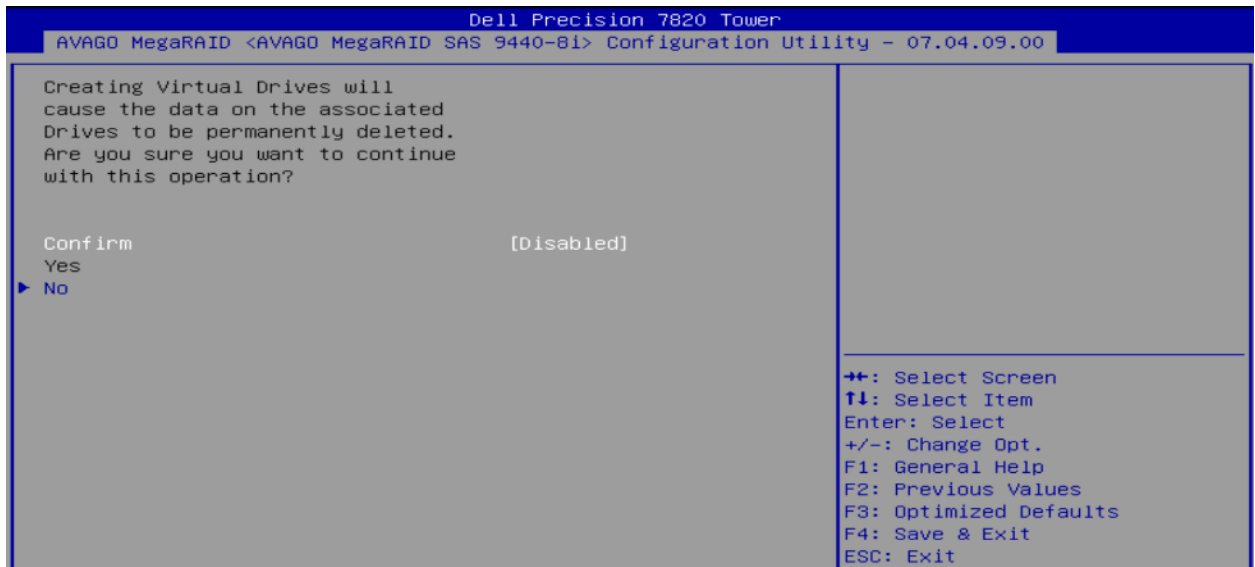 Dell Precision 7820 Tower
AVAGO MegaRAID <AVAGO MegaRAID SAS 9440-8i> Configuration Utility - 07.04.09.00
Creating Virtual Drives will
cause the data on the associated
Drives to be permanently deleted.
Are you sure you want to continue
with this operation?
Confirm [Disabled]
Yes
▶ No
→←: Select Screen
↑↓: Select Item
Enter: Select
+/-: Change Opt.
F1: General Help
F2: Previous Values
F3: Optimized Defaults
F4: Save & Exit
ESC: Exit